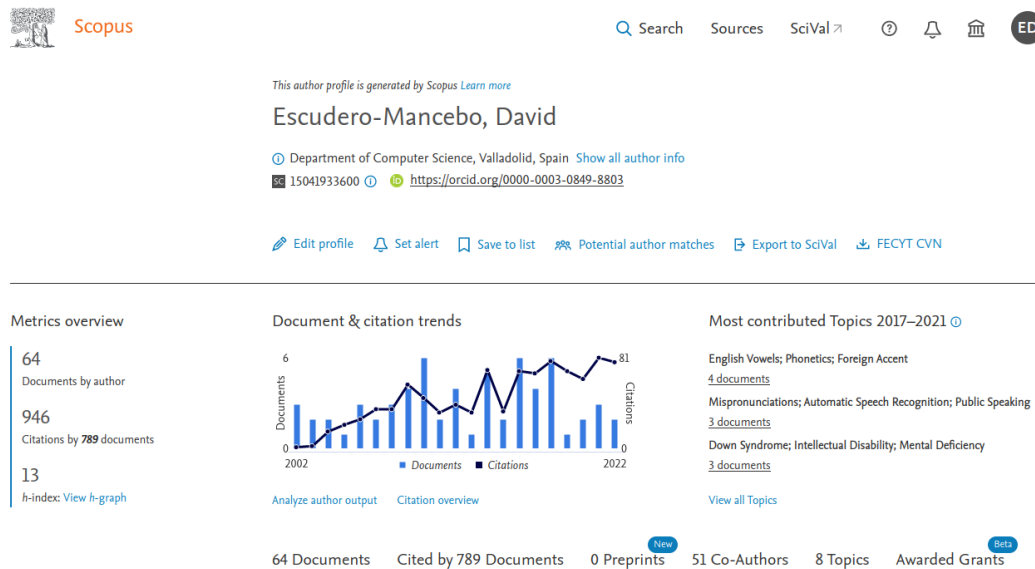 Scopus
Search Sources SciVal ED
This author profile is generated by Scopus Learn more
Escudero-Mancebo, David
Department of Computer Science, Valladolid, Spain Show all author info
SC 15041933600 iD https://orcid.org/0000-0003-0849-8803
Edit profile Set alert Save to list Potential author matches Export to SciVal FECYT CVN
Metrics overview
64
Documents by author
946
Citations by 789 documents
13
h-index: View h-graph
Document & citation trends
6
81
Documents
Citations
0
0
2002
2022
Documents Citations
Analyze author output Citation overview
Most contributed Topics 2017–2021
English Vowels; Phonetics; Foreign Accent
4 documents
Mispronunciations; Automatic Speech Recognition; Public Speaking
3 documents
Down Syndrome; Intellectual Disability; Mental Deficiency
3 documents
View all Topics
New
Beta
64 Documents Cited by 789 Documents 0 Preprints 51 Co-Authors 8 Topics Awarded Grants